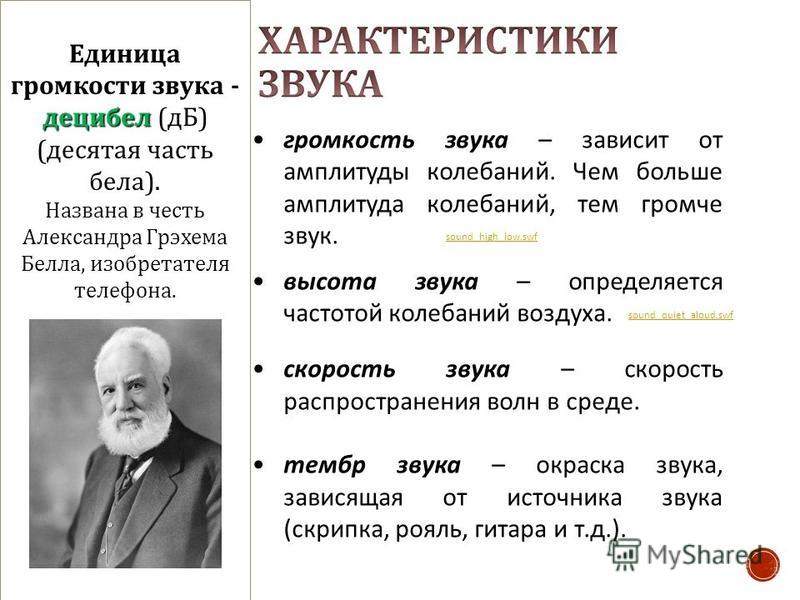 Единица
громкости звука -
децибел (дБ)
(десятая часть
бела).
Названа в честь
Александра Грэхема
Белла, изобретателя
телефона.
ХАРАКТЕРИСТИКИ
ЗВУКА
• громкость звука – зависит от
амплитуды колебаний. Чем больше
амплитуда колебаний, тем громче
звук. sound_high_low.swf
• высота звука – определяется
частотой колебаний воздуха. sound_quiet_aloud.swf
• скорость звука – скорость
распространения волн в среде.
• тембр звука – окраска звука,
зависящая от источника звука
(скрипка, рояль, гитара и т.д.).
MyShared